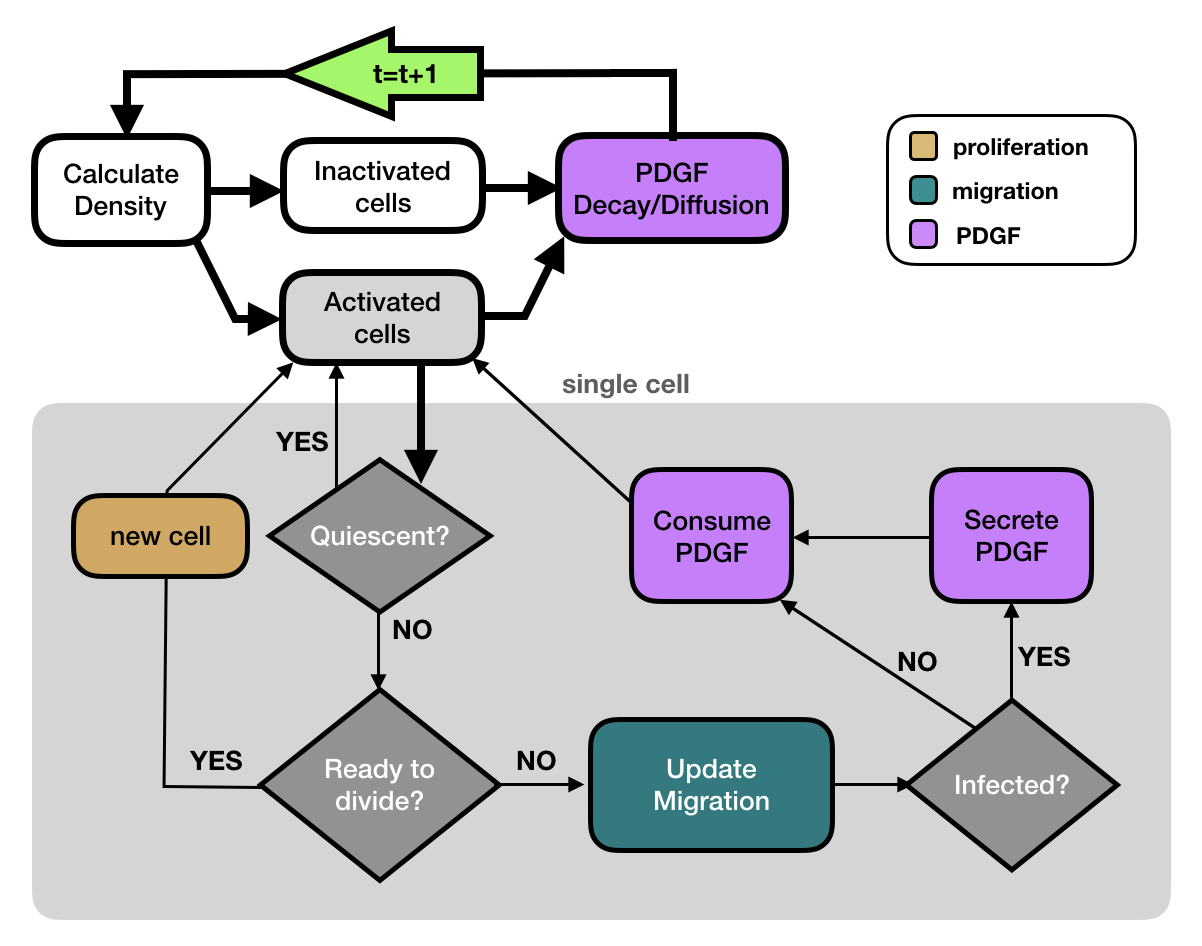 t=t+1
Calculate
Density
Inactivated
cells
PDGF
Decay/Diffusion
proliferation
migration
PDGF
Activated
cells
single cell
YES
new cell
Quiescent?
Consume
PDGF
Secrete
PDGF
NO
NO
YES
YES
Ready to
divide?
NO
Update
Migration
Infected?